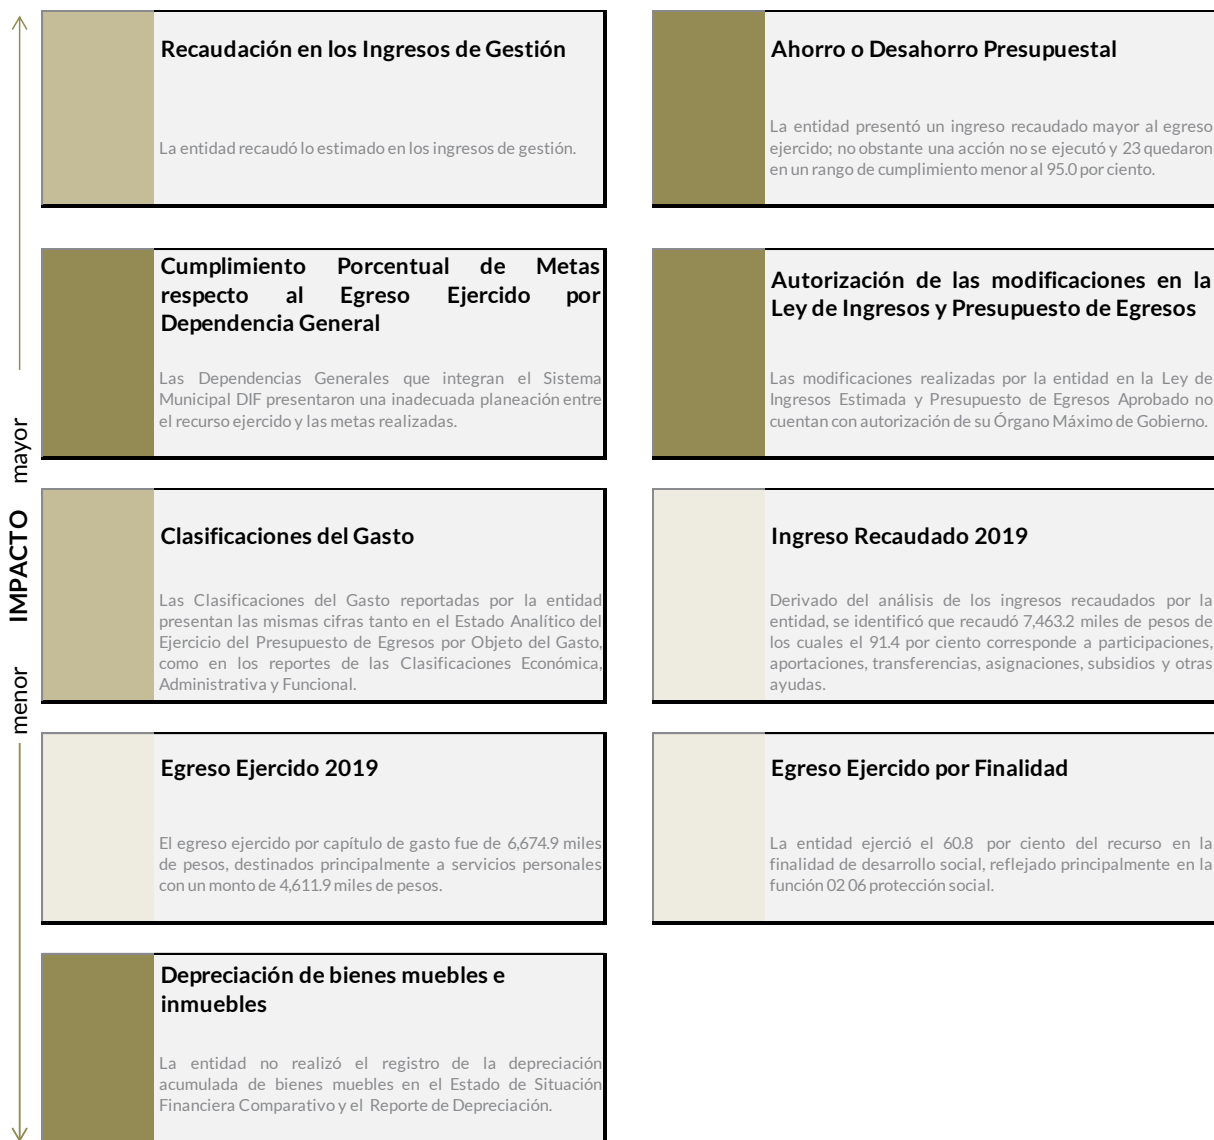 Recaudación en los Ingresos de Gestión
La entidad recaudó lo estimado en los ingresos de gestión.
Ahorro o Desahorro Presupuestal
La entidad presentó un ingreso recaudado mayor al egreso
ejercido; no obstante una acción no se ejecutó y 23 quedaron
en un rango de cumplimiento menor al 95.0 por ciento.
Cumplimiento Porcentual de Metas
respecto al Egreso Ejercido por
Dependencia General
Las Dependencias Generales que integran el Sistema
Municipal DIF presentaron una inadecuada planeación entre
el recurso ejercido y las metas realizadas.
Autorización de las modificaciones en la
Ley de Ingresos y Presupuesto de Egresos
Las modificaciones realizadas por la entidad en la Ley de
Ingresos Estimada y Presupuesto de Egresos Aprobado no
cuentan con autorización de su Órgano Máximo de Gobierno.
menor IMPACTO mayor
Clasificaciones del Gasto
Las Clasificaciones del Gasto reportadas por la entidad
presentan las mismas cifras tanto en el Estado Analítico del
Ejercicio del Presupuesto de Egresos por Objeto del Gasto,
como en los reportes de las Clasificaciones Económica,
Administrativa y Funcional.
Ingreso Recaudado 2019
Derivado del análisis de los ingresos recaudados por la
entidad, se identificó que recaudó 7,463.2 miles de pesos de
los cuales el 91.4 por ciento corresponde a participaciones,
aportaciones, transferencias, asignaciones, subsidios y otras
ayudas.
Egreso Ejercido 2019
El egreso ejercido por capítulo de gasto fue de 6,674.9 miles
de pesos, destinados principalmente a servicios personales
con un monto de 4,611.9 miles de pesos.
Egreso Ejercido por Finalidad
La entidad ejerció el 60.8 por ciento del recurso en la
finalidad de desarrollo social, reflejado principalmente en la
función 02 06 protección social.
Depreciación de bienes muebles e
inmuebles
La entidad no realizó el registro de la depreciación
acumulada de bienes muebles en el Estado de Situación
Financiera Comparativo y el Reporte de Depreciación.